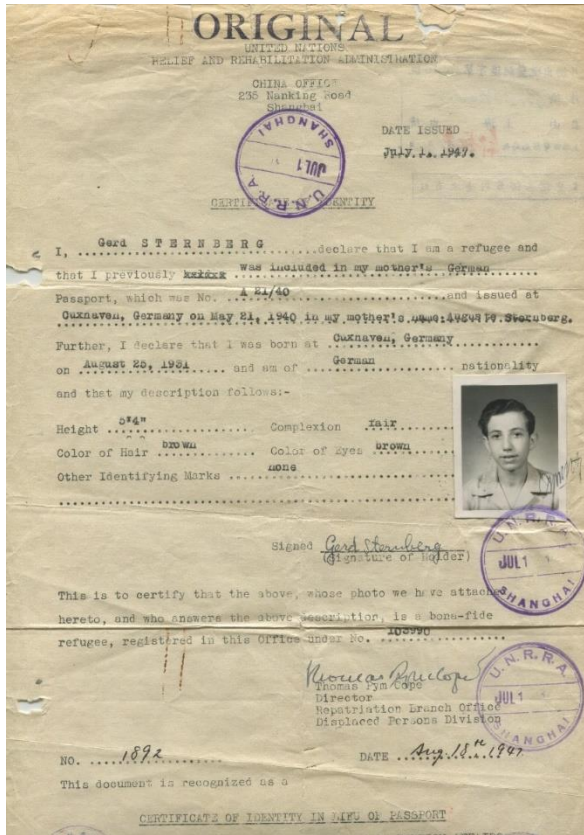 ORIGINAL
UNITED NATIONS
RELIEF AND REHABILITATION ADMINISTRATION
CHINA OFFICE
235 Nanking Road
Shanghai
DATE ISSUED
July 1, 1947.
U.N.R.R.A
JUL 1
SHANGHAI
CERTIFICATE OF IDENTITY
I, Gerd STERNBERG declare that I am a refugee and
that I previously xxxxxx was included in my mother's German
Passport, which was No. A 21/40 and issued at
Cuxhaven, Germany on May 21, 1940 in my mother's name: Auguste Sternberg.
Further, I declare that I was born at Cuxhaven, Germany
on August 25, 1931 and am of German nationality
and that my description follows:-
Height 5'4" Complexion fair
Color of Hair brown Color of Eyes brown
Other Identifying Marks none
Signed Gerd Sternberg
(Signature of Holder)
U.N.R.R.A
JUL 1
SHANGHAI
This is to certify that the above, whose photo we have attached
hereto, and who answers the above description, is a bona-fide
refugee, registered in this Office under No. 103990
Thomas Pym Cope
Director
Repatriation Branch Office
Displaced Persons Division
U.N.R.R.A
JUL 1
SHANGHAI
NO. 1892 DATE Aug. 18th 1947
This document is recognized as a
CERTIFICATE OF IDENTITY IN LIEU OF PASSPORT